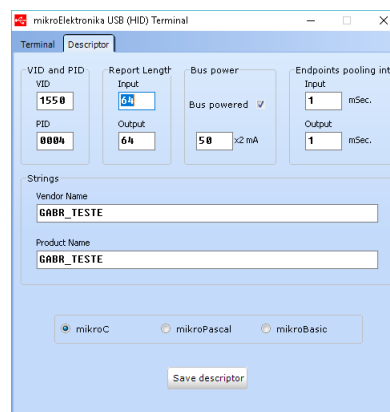 mikroElektronika USB (HID) Terminal
Terminal Descriptor
VID and PID Report Length Bus power Endpoints pooling int
VID Input Input
1550 64 Bus powered 1 mSec.
PID Output Output
0004 64 50 x2 mA 1 mSec.
Strings
Vendor Name
GABR_TESTE
Product Name
GABR_TESTE
mikroC mikroPascal mikroBasic
Save descriptor